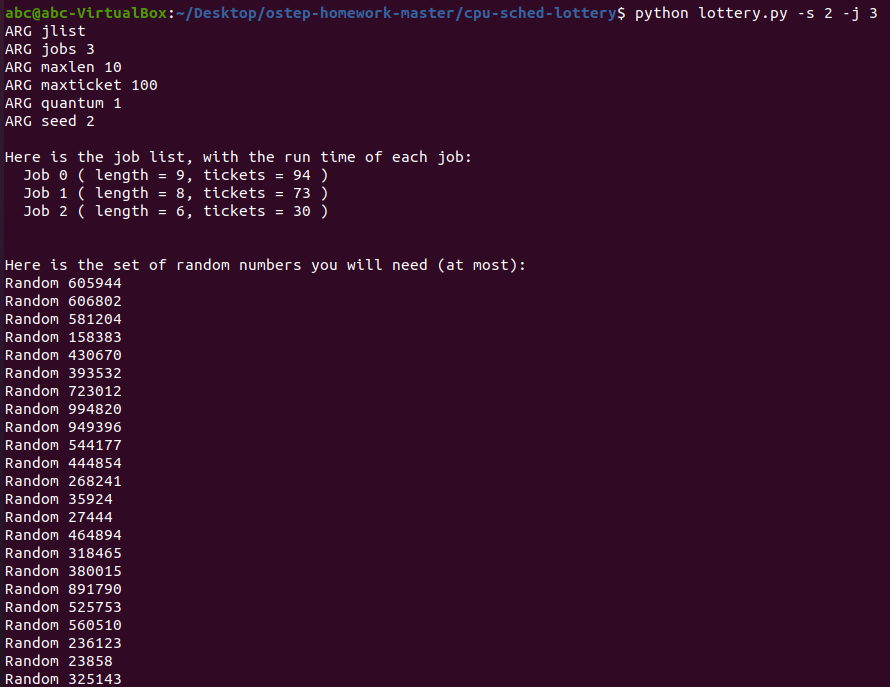 abc@abc-VirtualBox:~/Desktop/ostep-homework-master/cpu-sched-lottery$ python lottery.py -s 2 -j 3
ARG jlist
ARG jobs 3
ARG maxlen 10
ARG maxticket 100
ARG quantum 1
ARG seed 2
Here is the job list, with the run time of each job:
Job 0 ( length = 9, tickets = 94 )
Job 1 ( length = 8, tickets = 73 )
Job 2 ( length = 6, tickets = 30 )
Here is the set of random numbers you will need (at most):
Random 605944
Random 606802
Random 581204
Random 158383
Random 430670
Random 393532
Random 723012
Random 994820
Random 949396
Random 544177
Random 444854
Random 268241
Random 35924
Random 27444
Random 464894
Random 318465
Random 380015
Random 891790
Random 525753
Random 560510
Random 236123
Random 23858
Random 325143